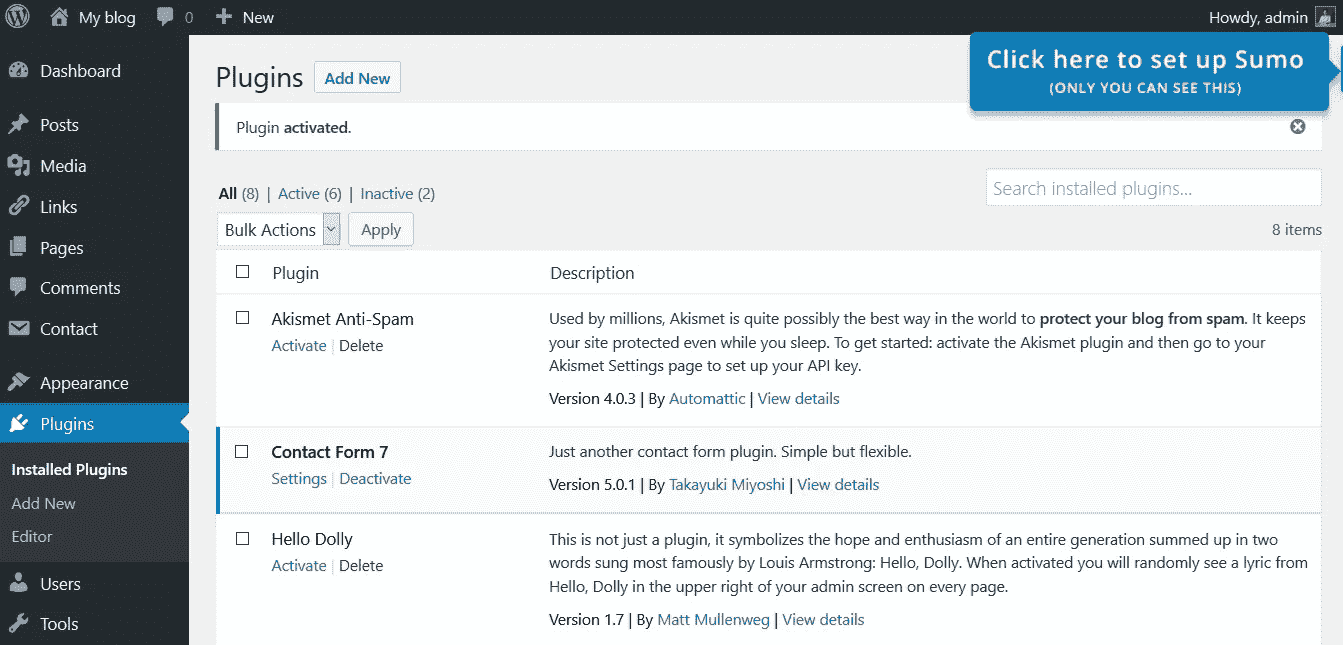 My blog 0 New Howdy, admin
Dashboard
Posts
Media
Links
Pages
Comments
Contact
Appearance
Plugins
Installed Plugins
Add New
Editor
Users
Tools
Plugins Add New
Click here to set up Sumo
(ONLY YOU CAN SEE THIS)
Plugin activated.
All (8) | Active (6) | Inactive (2)
Search installed plugins...
Bulk Actions Apply
8 items
Plugin Description
Akismet Anti-Spam
Activate | Delete
Used by millions, Akismet is quite possibly the best way in the world to protect your blog from spam. It keeps
your site protected even while you sleep. To get started: activate the Akismet plugin and then go to your
Akismet Settings page to set up your API key.
Version 4.0.3 | By Automattic | View details
Contact Form 7
Settings | Deactivate
Just another contact form plugin. Simple but flexible.
Version 5.0.1 | By Takayuki Miyoshi | View details
Hello Dolly
Activate | Delete
This is not just a plugin, it symbolizes the hope and enthusiasm of an entire generation summed up in two
words sung most famously by Louis Armstrong: Hello, Dolly. When activated you will randomly see a lyric from
Hello, Dolly in the upper right of your admin screen on every page.
Version 1.7 | By Matt Mullenweg | View details